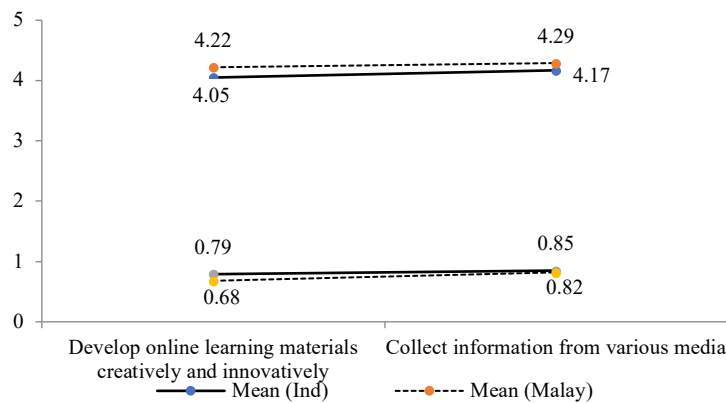 5
4
3
2
1
0
4.22
4.29
4.05
4.17
0.79
0.85
0.68
0.82
Develop online learning materials
creatively and innovatively
Collect information from various media
Mean (Ind)
Mean (Malay)